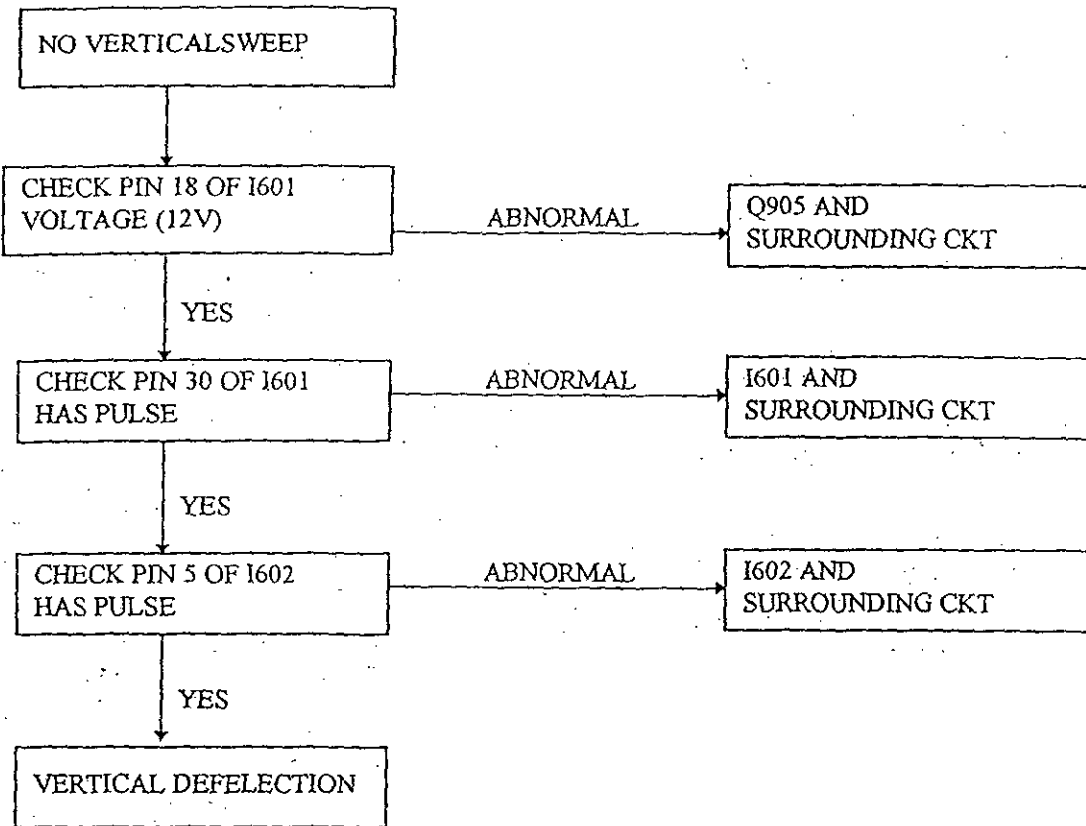 NO VERTICALSWEEP
CHECK PIN 18 OF I601
VOLTAGE (12V)
ABNORMAL
Q905 AND
SURROUNDING CKT
YES
CHECK PIN 30 OF I601
HAS PULSE
ABNORMAL
I601 AND
SURROUNDING CKT
YES
CHECK PIN 5 OF I602
HAS PULSE
ABNORMAL
I602 AND
SURROUNDING CKT
YES
VERTICAL DEFELECTION